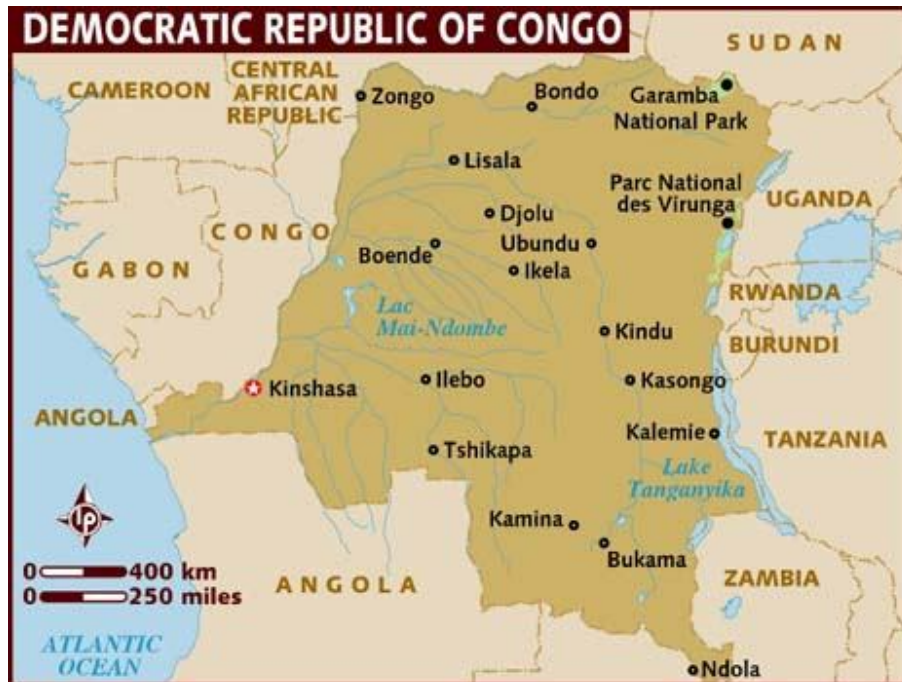 DEMOCRATIC REPUBLIC OF CONGO
SUDAN
CAMEROON
CENTRAL
AFRICAN
REPUBLIC
Zongo
Bondo
Garamba
National Park
Lisala
Parc National
des Virunga
UGANDA
Djolu
CONGO
Boende
Ubundu
Ikela
GABON
RWANDA
Lac
Mai-Ndombe
Kindu
BURUNDI
Kinshasa
Ilebo
Kasongo
ANGOLA
Kalemie
TANZANIA
Tshikapa
Lake
Tanganyika
Kamina
lp
Bukama
0 400 km
0 250 miles
ANGOLA
ZAMBIA
ATLANTIC
OCEAN
Ndola